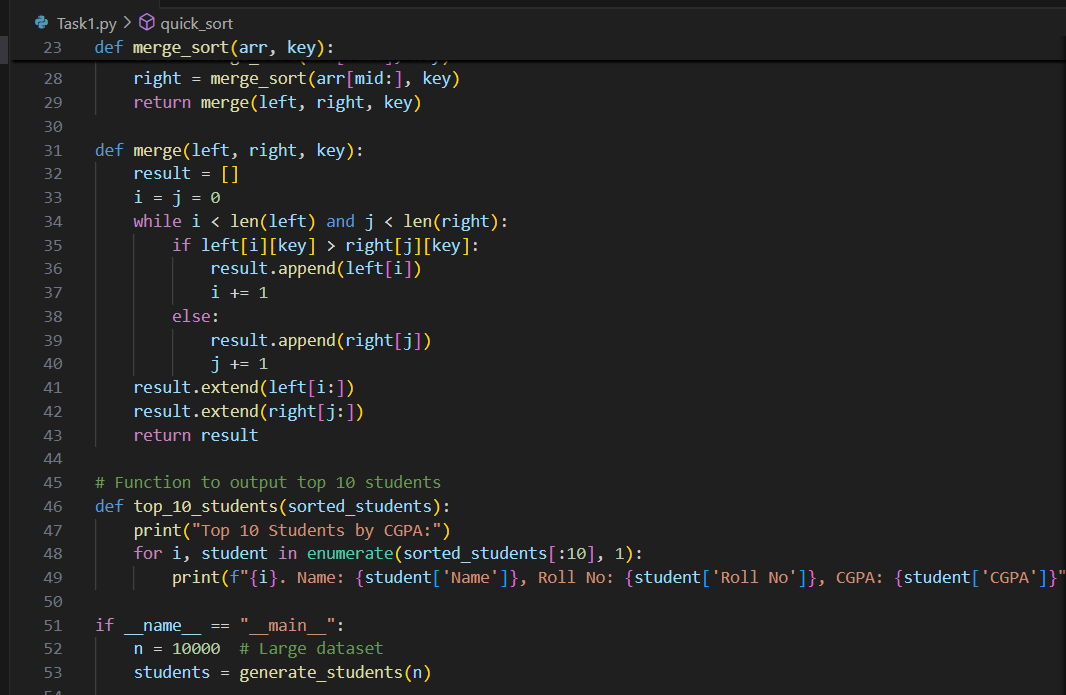 Task1.py > quick_sort
23 def merge_sort(arr, key):
28         right = merge_sort(arr[mid:], key)
29         return merge(left, right, key)
30
31 def merge(left, right, key):
32     result = []
33     i = j = 0
34     while i < len(left) and j < len(right):
35         if left[i][key] > right[j][key]:
36             result.append(left[i])
37             i += 1
38         else:
39             result.append(right[j])
40             j += 1
41     result.extend(left[i:])
42     result.extend(right[j:])
43     return result
44
45 # Function to output top 10 students
46 def top_10_students(sorted_students):
47     print("Top 10 Students by CGPA:")
48     for i, student in enumerate(sorted_students[:10], 1):
49         print(f"{i}. Name: {student['Name']}, Roll No: {student['Roll No']}, CGPA: {student['CGPA']}"
50
51 if __name__ == "__main__":
52     n = 10000  # Large dataset
53     students = generate_students(n)